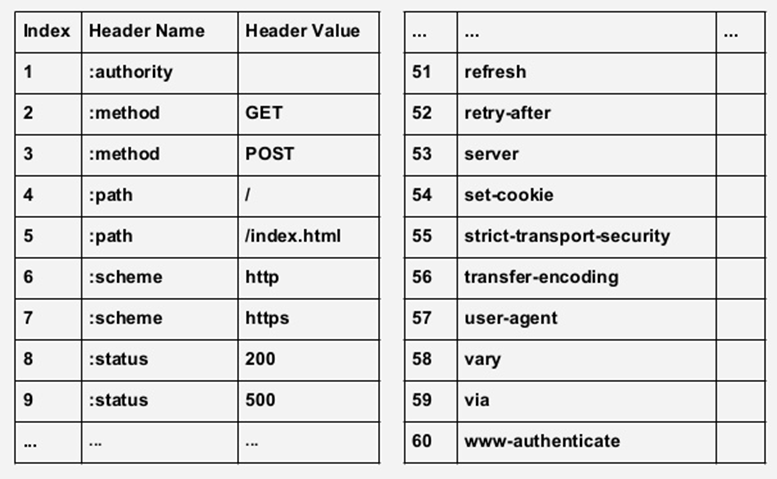 Index Header Name Header Value
1 :authority
2 :method GET
3 :method POST
4 :path /
5 :path /index.html
6 :scheme http
7 :scheme https
8 :status 200
9 :status 500
... ... ...
... ... ...
51 refresh
52 retry-after
53 server
54 set-cookie
55 strict-transport-security
56 transfer-encoding
57 user-agent
58 vary
59 via
60 www-authenticate